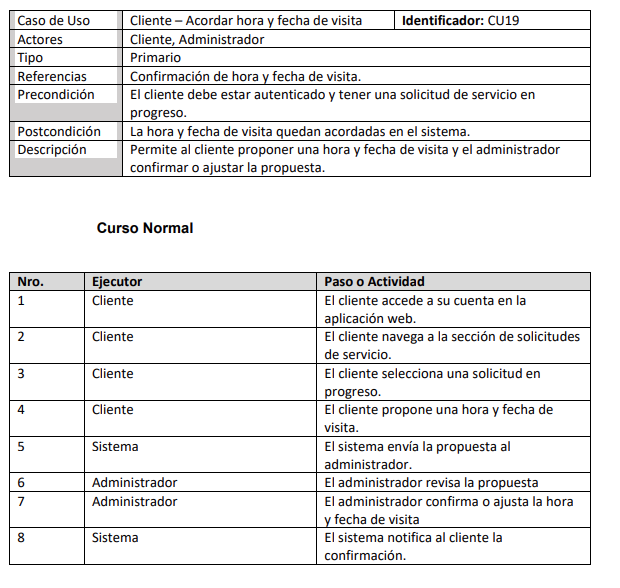 Caso de Uso Cliente – Acordar hora y fecha de visita Identificador: CU19
Actores Cliente, Administrador
Tipo Primario
Referencias Confirmación de hora y fecha de visita.
Precondición El cliente debe estar autenticado y tener una solicitud de servicio en
progreso.
Postcondición La hora y fecha de visita quedan acordadas en el sistema.
Descripción Permite al cliente proponer una hora y fecha de visita y el administrador
confirmar o ajustar la propuesta.
Curso Normal
Nro. Ejecutor Paso o Actividad
1 Cliente El cliente accede a su cuenta en la
aplicación web.
2 Cliente El cliente navega a la sección de solicitudes
de servicio.
3 Cliente El cliente selecciona una solicitud en
progreso.
4 Cliente El cliente propone una hora y fecha de
visita.
5 Sistema El sistema envía la propuesta al
administrador.
6 Administrador El administrador revisa la propuesta
7 Administrador El administrador confirma o ajusta la hora
y fecha de visita
8 Sistema El sistema notifica al cliente la
confirmación.